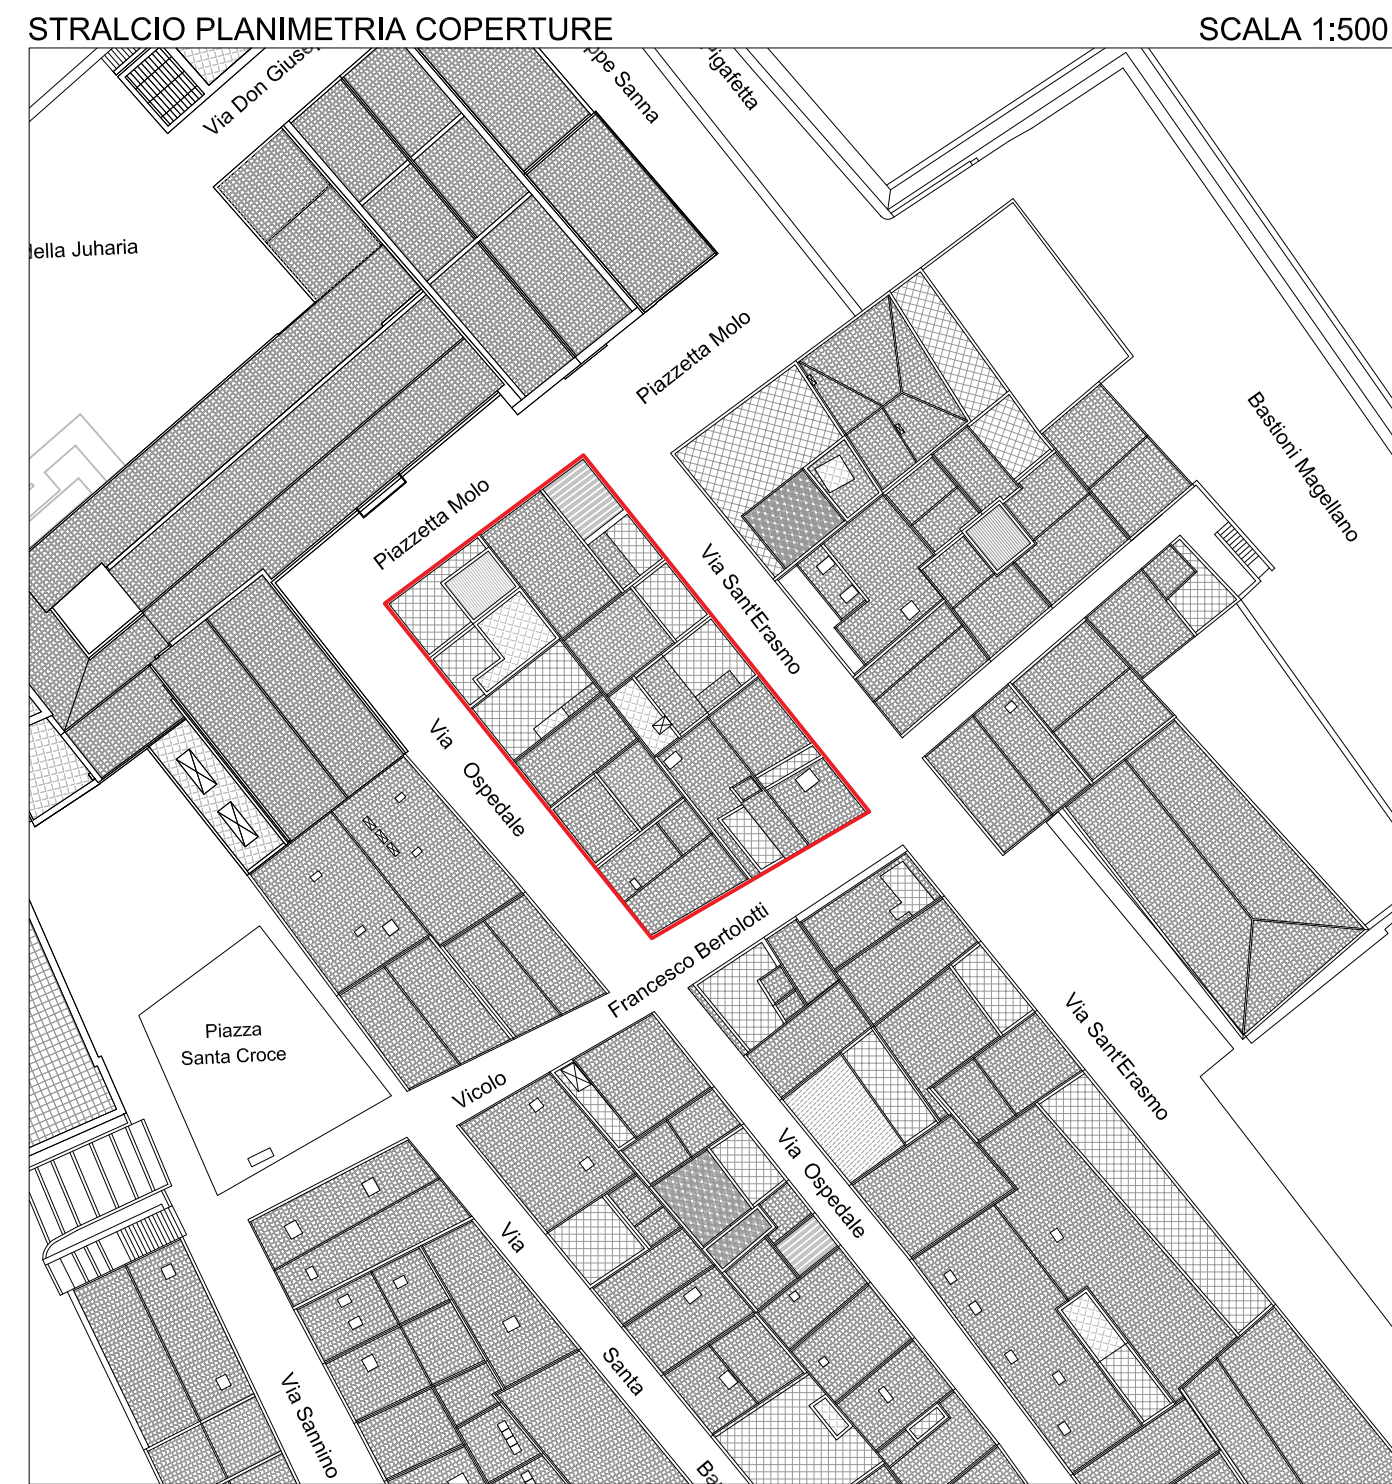 STRALCIO PLANIMETRIA COPERTURE
SCALA 1:500
Via Don Giusep
ppe Sanna
Pigafetta
della Juharia
Piazzetta Molo
Bastioni Magellano
Piazzetta Molo
Via Sant'Erasmo
Via
Ospedale
Francesco Bertolotti
Piazza
Santa Croce
Via Sant'Erasmo
Vicolo
Via Ospedale
Via
Santa
Via Sannino
Ba